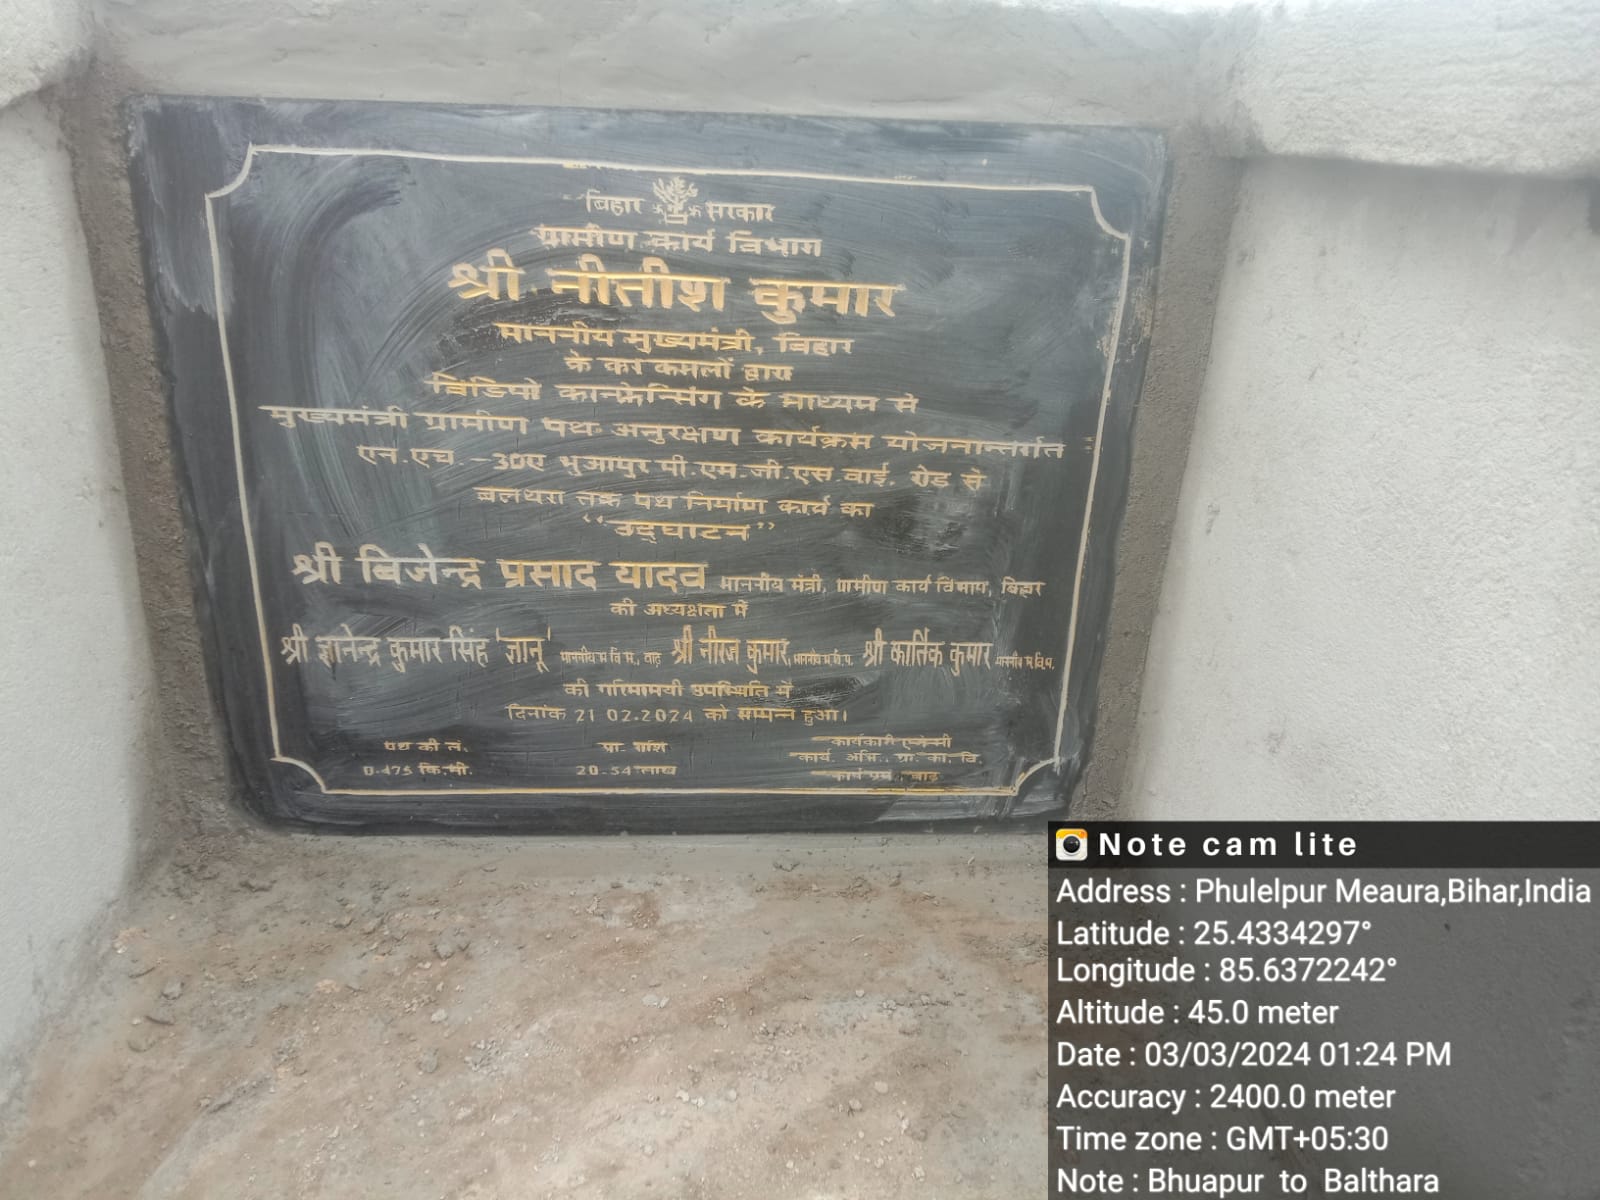 बिहार सरकार
ग्रामीण कार्य विभाग
श्री नीतीश कुमार
माननीय मुख्यमंत्री, बिहार
के कर कमलों द्वारा
विडियो कान्फ्रेन्सिंग के माध्यम से
मुख्यमंत्री ग्रामीण पथ अनुरक्षण कार्यक्रम योजनान्तर्गत
एन.एच.-30ए भुआपुर पी.एम.जी.एस.वाई. रोड से
बलथरा तक पथ निर्माण कार्य का
"उद्घाटन"
श्री बिजेन्द्र प्रसाद यादव माननीय मंत्री, ग्रामीण कार्य विभाग, बिहार
की अध्यक्षता में
श्री ज्ञानेन्द्र कुमार सिंह 'ज्ञानू' बाढ़ श्री नीरज कुमार, श्री कार्तिक कुमार
की गरिमामयी उपस्थिति में
दिनांक 21.02.2024 को सम्पन्न हुआ।
पथ की लं. प्रा. राशि कार्यकारी एजेन्सी
0.475 कि.मी. 20.54 लाख कार्य. अभि., ग्रा. का. वि.
बाढ़
Note cam lite
Address : Phulelpur Meaura,Bihar,India
Latitude : 25.4334297°
Longitude : 85.6372242°
Altitude : 45.0 meter
Date : 03/03/2024 01:24 PM
Accuracy : 2400.0 meter
Time zone : GMT+05:30
Note : Bhuapur to Balthara